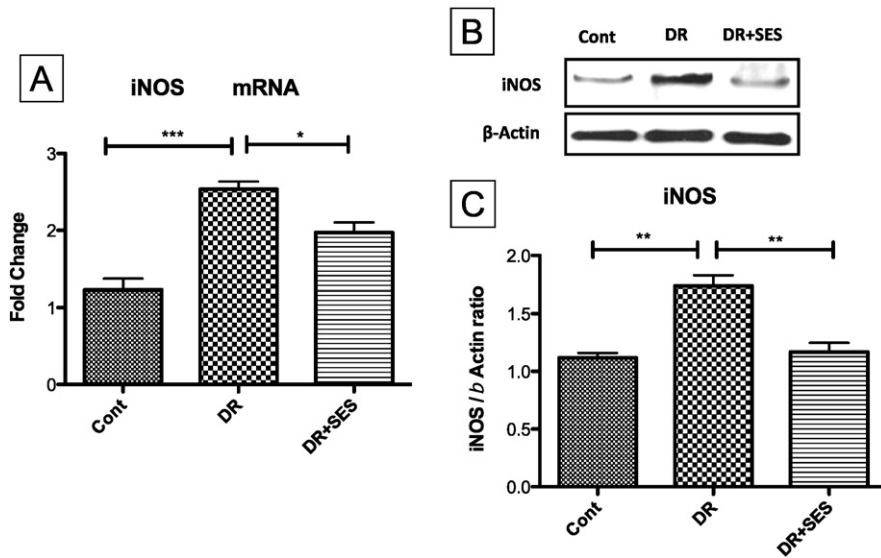 A
iNOS mRNA
*** *
3
2
1
0
Fold Change
Cont DR DR+SES
B
Cont DR DR+SES
iNOS
β-Actin
C
iNOS
** **
2.0
1.5
1.0
0.5
0.0
iNOS / b Actin ratio
Cont DR DR+SES